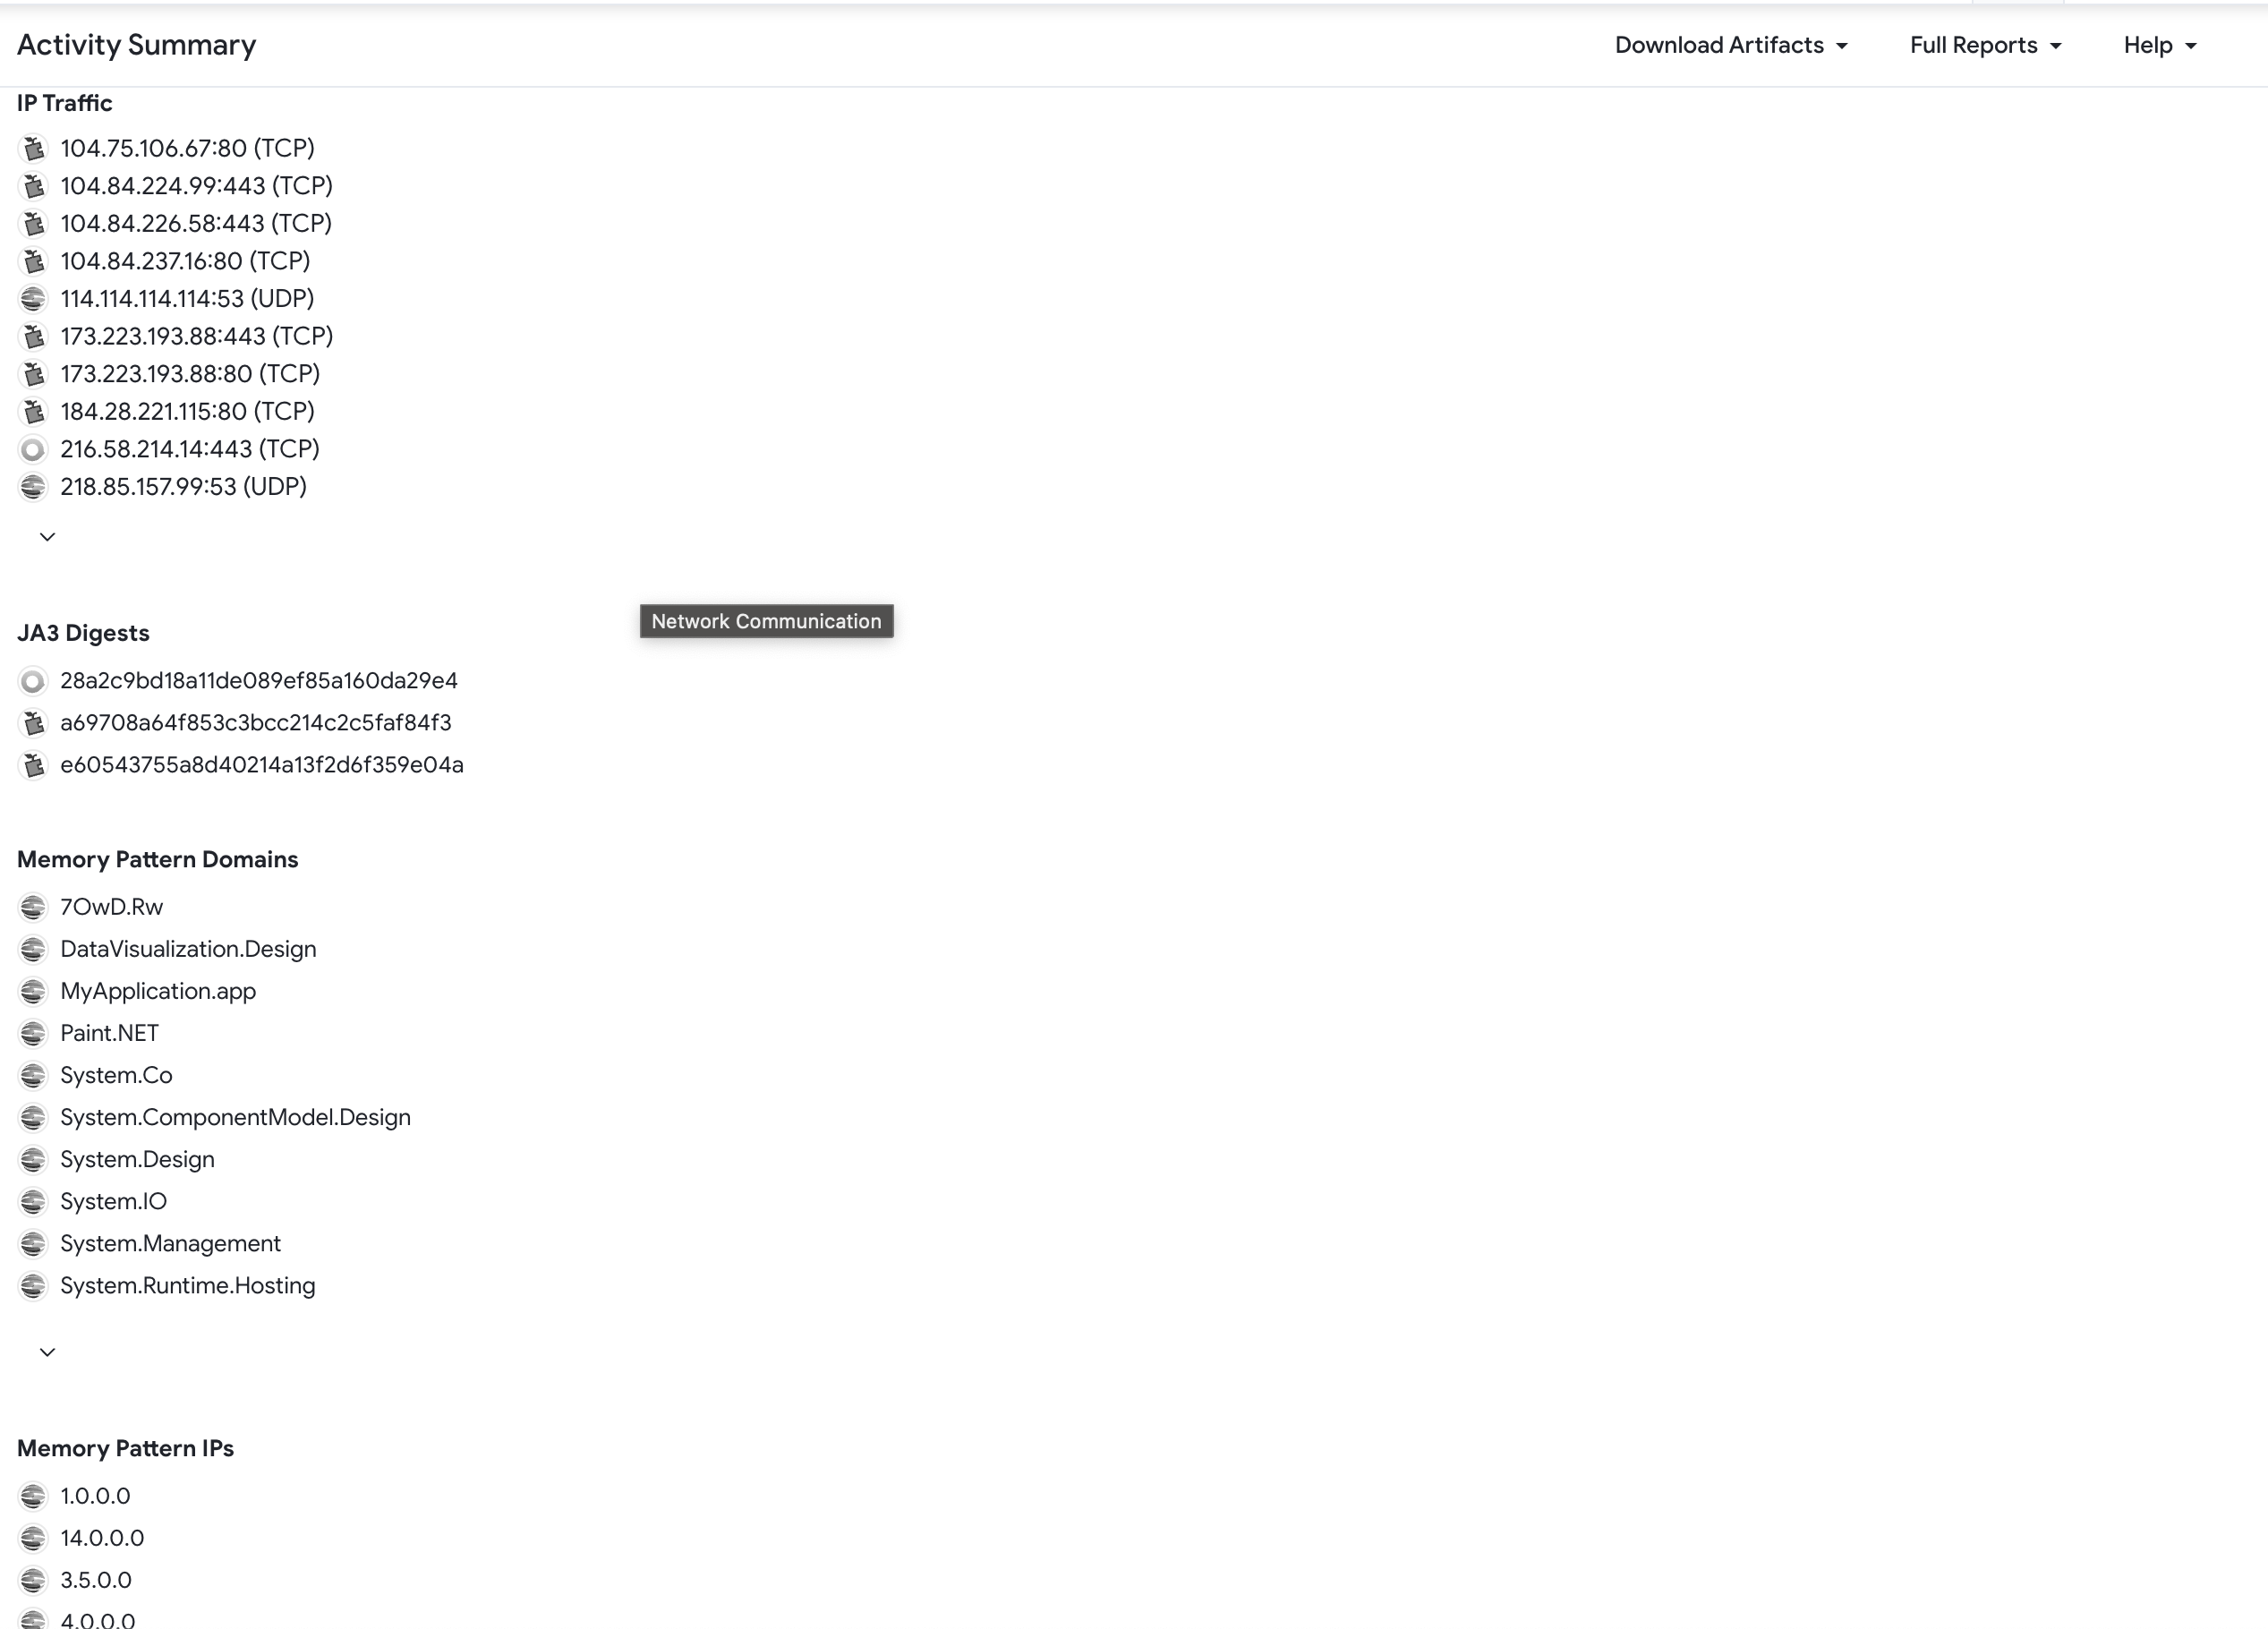 Activity Summary
Download Artifacts
Full Reports
Help
IP Traffic
104.75.106.67:80 (TCP)
104.84.224.99:443 (TCP)
104.84.226.58:443 (TCP)
104.84.237.16:80 (TCP)
114.114.114.114:53 (UDP)
173.223.193.88:443 (TCP)
173.223.193.88:80 (TCP)
184.28.221.115:80 (TCP)
216.58.214.14:443 (TCP)
218.85.157.99:53 (UDP)
Network Communication
JA3 Digests
28a2c9bd18a11de089ef85a160da29e4
a69708a64f853c3bcc214c2c5faf84f3
e60543755a8d40214a13f2d6f359e04a
Memory Pattern Domains
7OwD.Rw
DataVisualization.Design
MyApplication.app
Paint.NET
System.Co
System.ComponentModel.Design
System.Design
System.IO
System.Management
System.Runtime.Hosting
Memory Pattern IPs
1.0.0.0
14.0.0.0
3.5.0.0
4.0.0.0